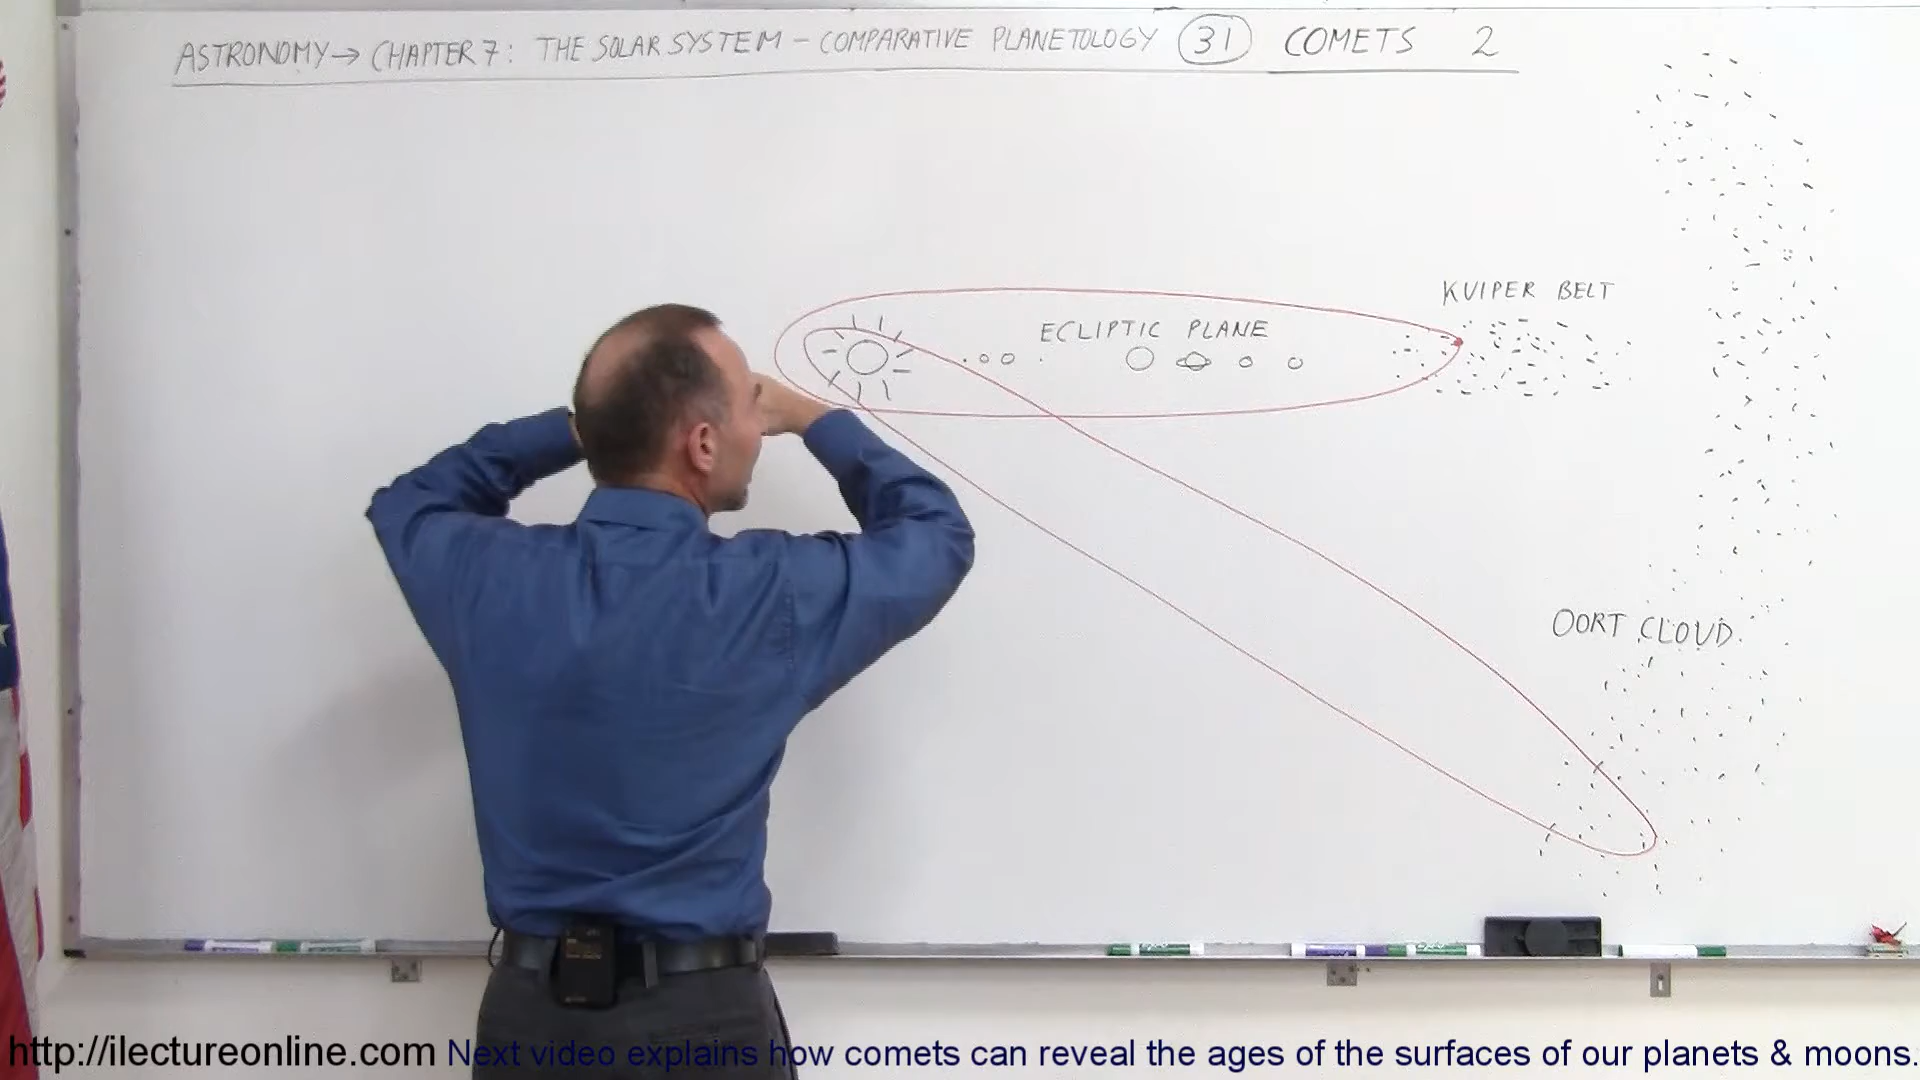 ASTRONOMY → CHAPTER 7: THE SOLAR SYSTEM - COMPARATIVE PLANETOLOGY 31 COMETS 2
KUIPER BELT
ECLIPTIC PLANE
OORT CLOUD
http://ilectureonline.com Next video explains how comets can reveal the ages of the surfaces of our planets & moons.